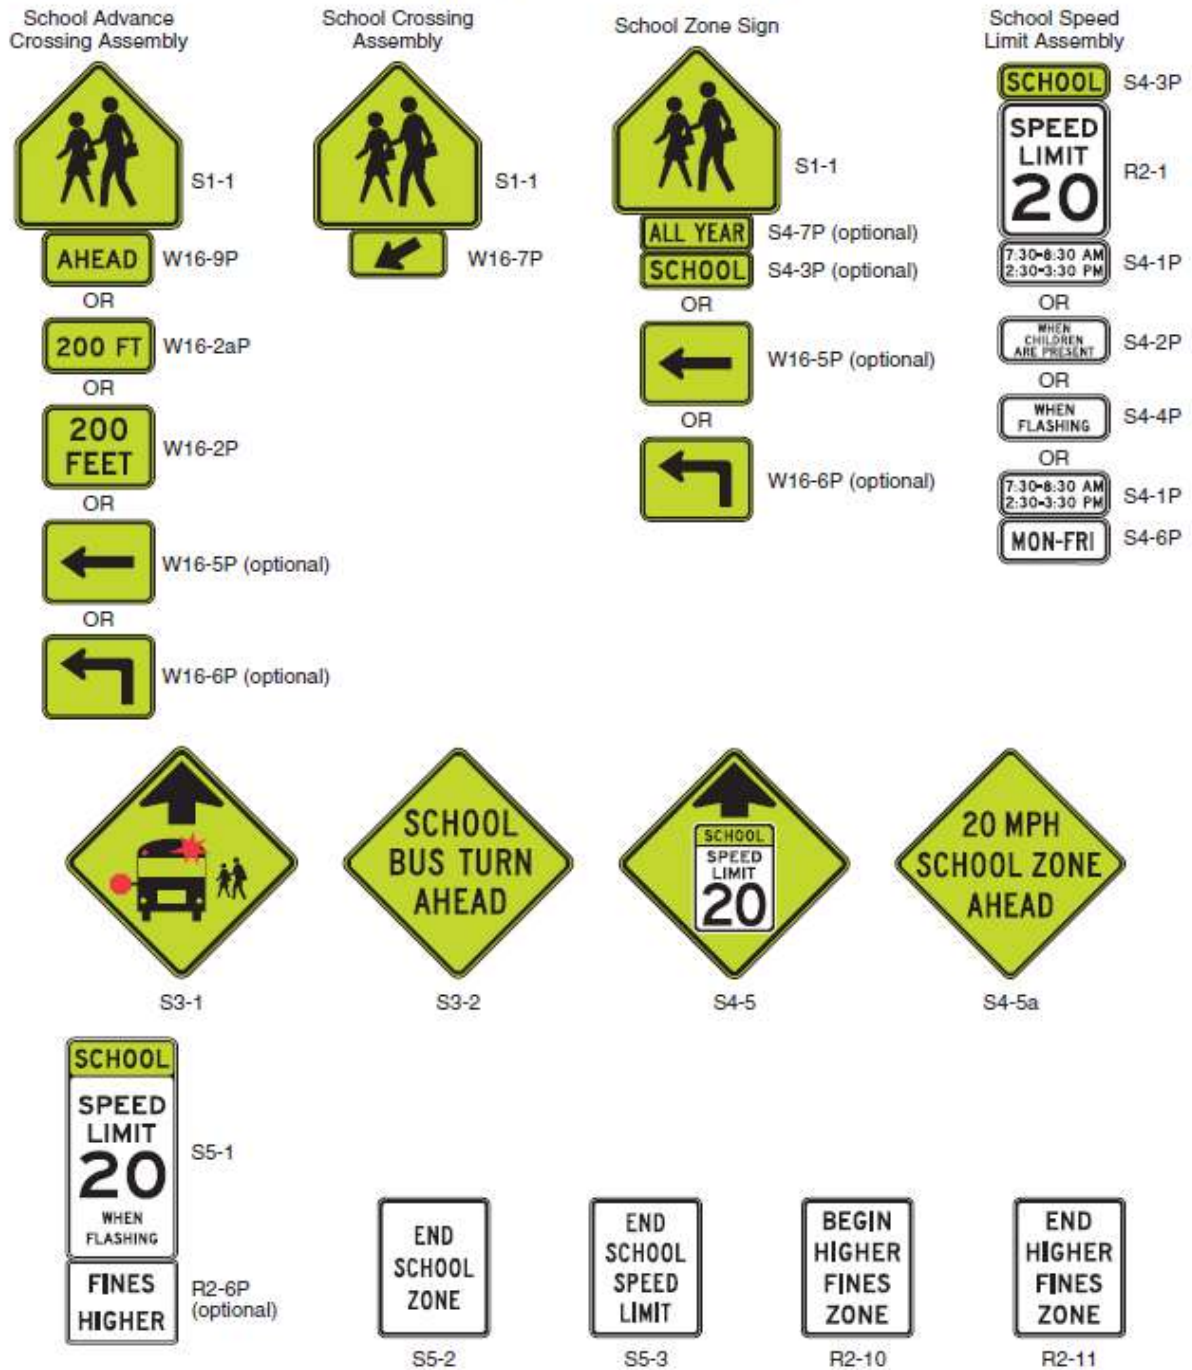 School Advance
Crossing Assembly
S1-1
AHEAD
W16-9P
OR
200 FT
W16-2aP
OR
200
FEET
W16-2P
OR
W16-5P (optional)
OR
W16-6P (optional)
School Crossing
Assembly
S1-1
W16-7P
School Zone Sign
S1-1
ALL YEAR
S4-7P (optional)
SCHOOL
S4-3P (optional)
OR
W16-5P (optional)
OR
W16-6P (optional)
School Speed
Limit Assembly
SCHOOL
S4-3P
SPEED
LIMIT
20
R2-1
7:30-8:30 AM
2:30-3:30 PM
S4-1P
OR
WHEN
CHILDREN
ARE PRESENT
S4-2P
OR
WHEN
FLASHING
S4-4P
OR
7:30-8:30 AM
2:30-3:30 PM
S4-1P
MON-FRI
S4-6P
S3-1
SCHOOL
BUS TURN
AHEAD
S3-2
SCHOOL
SPEED
LIMIT
20
S4-5
20 MPH
SCHOOL ZONE
AHEAD
S4-5a
SCHOOL
SPEED
LIMIT
20
WHEN
FLASHING
S5-1
FINES
HIGHER
R2-6P
(optional)
END
SCHOOL
ZONE
S5-2
END
SCHOOL
SPEED
LIMIT
S5-3
BEGIN
HIGHER
FINES
ZONE
R2-10
END
HIGHER
FINES
ZONE
R2-11